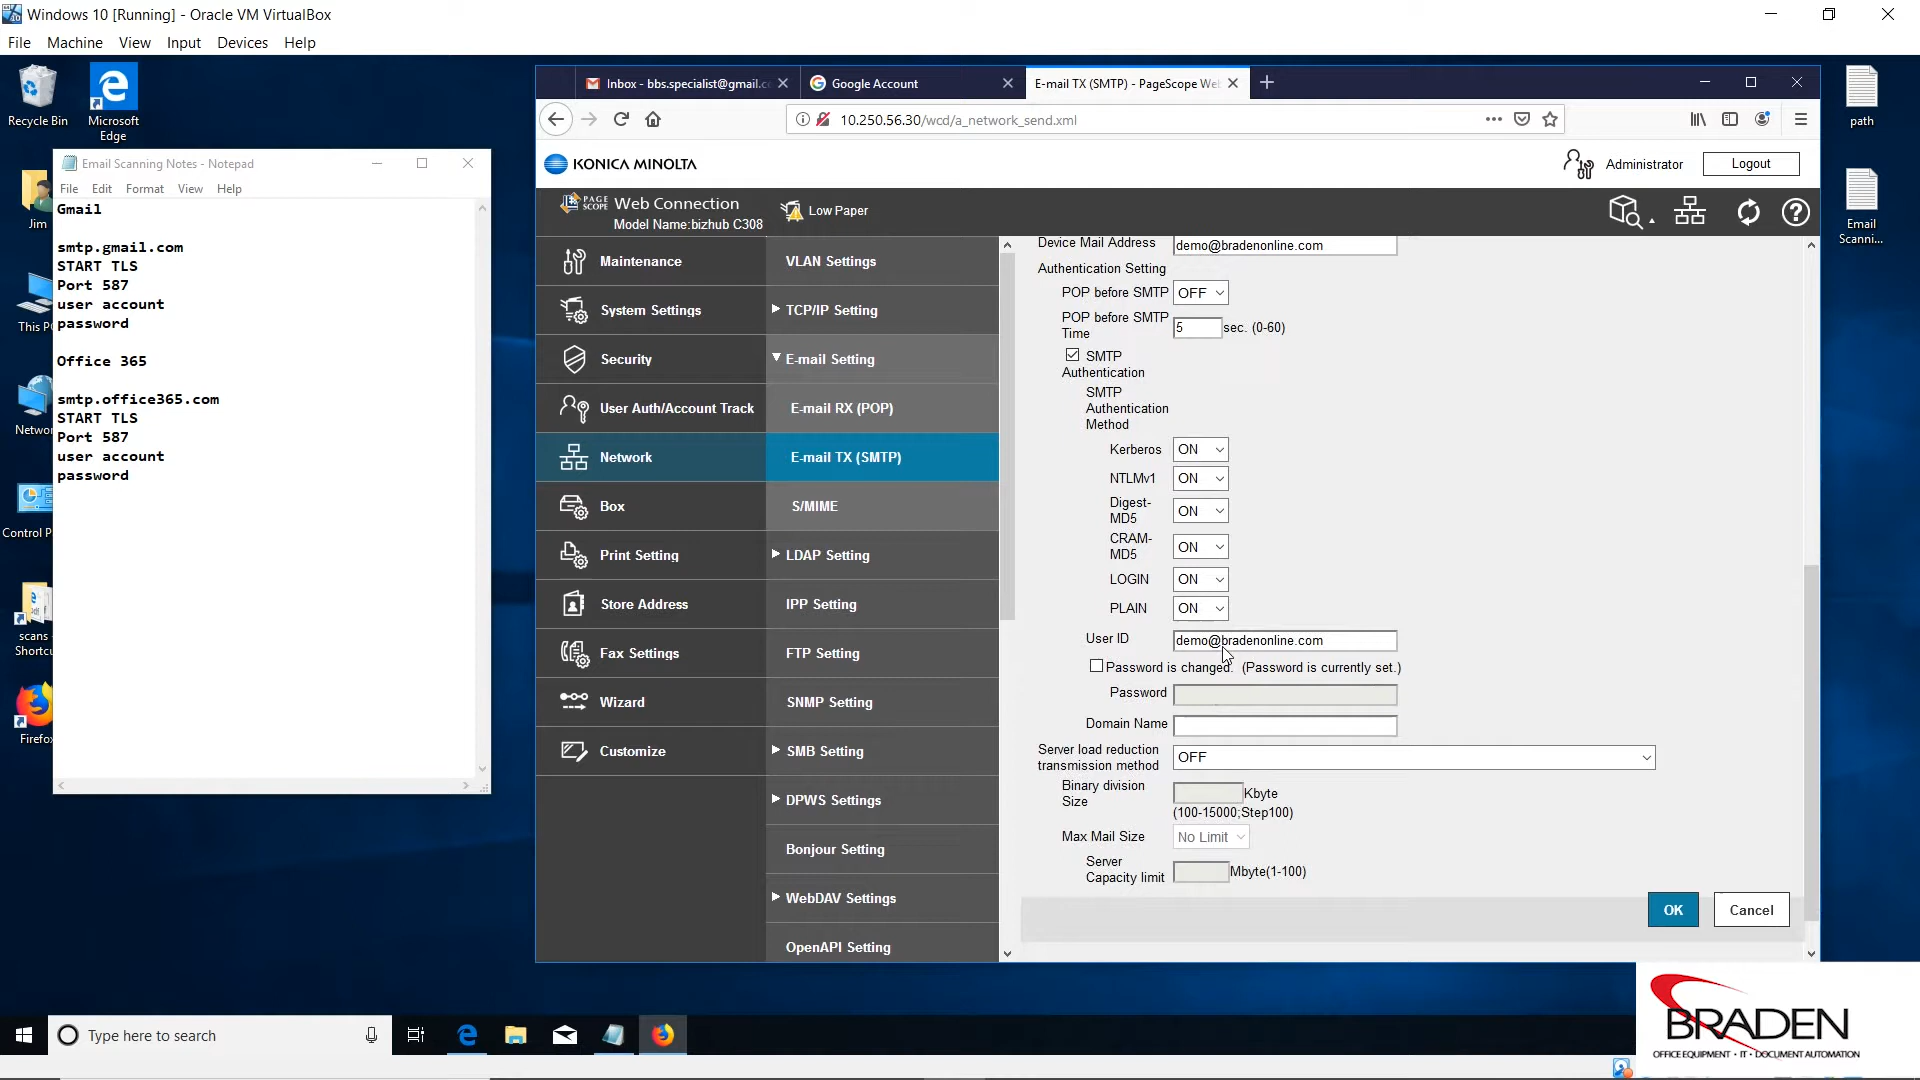 Windows 10 [Running] - Oracle VM VirtualBox
File Machine View Input Devices Help
Recycle Bin
Microsoft
Edge
Jim
This PC
Control P
scans -
Shortcu
Email Scanning Notes - Notepad
File Edit Format View Help
Gmail
smtp.gmail.com
START TLS
Port 587
user account
password
Office 365
smtp.office365.com
START TLS
Port 587
user account
password
Inbox - bbs.specialist@gmail.c
Google Account
E-mail TX (SMTP) - PageScope We
10.250.56.30/wcd/a_network_send.xml
KONICA MINOLTA
Administrator
Logout
PAGE
SCOPE
Web Connection
Model Name:bizhub C308
Low Paper
Maintenance
System Settings
Security
User Auth/Account Track
Network
Box
Print Setting
Store Address
Fax Settings
Wizard
Customize
VLAN Settings
TCP/IP Setting
E-mail Setting
E-mail RX (POP)
E-mail TX (SMTP)
S/MIME
LDAP Setting
IPP Setting
FTP Setting
SNMP Setting
SMB Setting
DPWS Settings
Bonjour Setting
WebDAV Settings
OpenAPI Setting
Device Mail Address demo@bradenonline.com
Authentication Setting
POP before SMTP OFF
POP before SMTP
Time
5 sec. (0-60)
SMTP
Authentication
SMTP
Authentication
Method
Kerberos ON
NTLMv1 ON
Digest-
MD5
ON
CRAM-
MD5
ON
LOGIN ON
PLAIN ON
User ID demo@bradenonline.com
Password is changed. (Password is currently set.)
Password
Domain Name
Server load reduction
transmission method
OFF
Binary division
Size
Kbyte
(100-15000;Step100)
Max Mail Size No Limit
Server
Capacity limit
Mbyte(1-100)
OK Cancel
path
Email
Scanni...
Type here to search
BRADEN
OFFICE EQUIPMENT • IT • DOCUMENT AUTOMATION